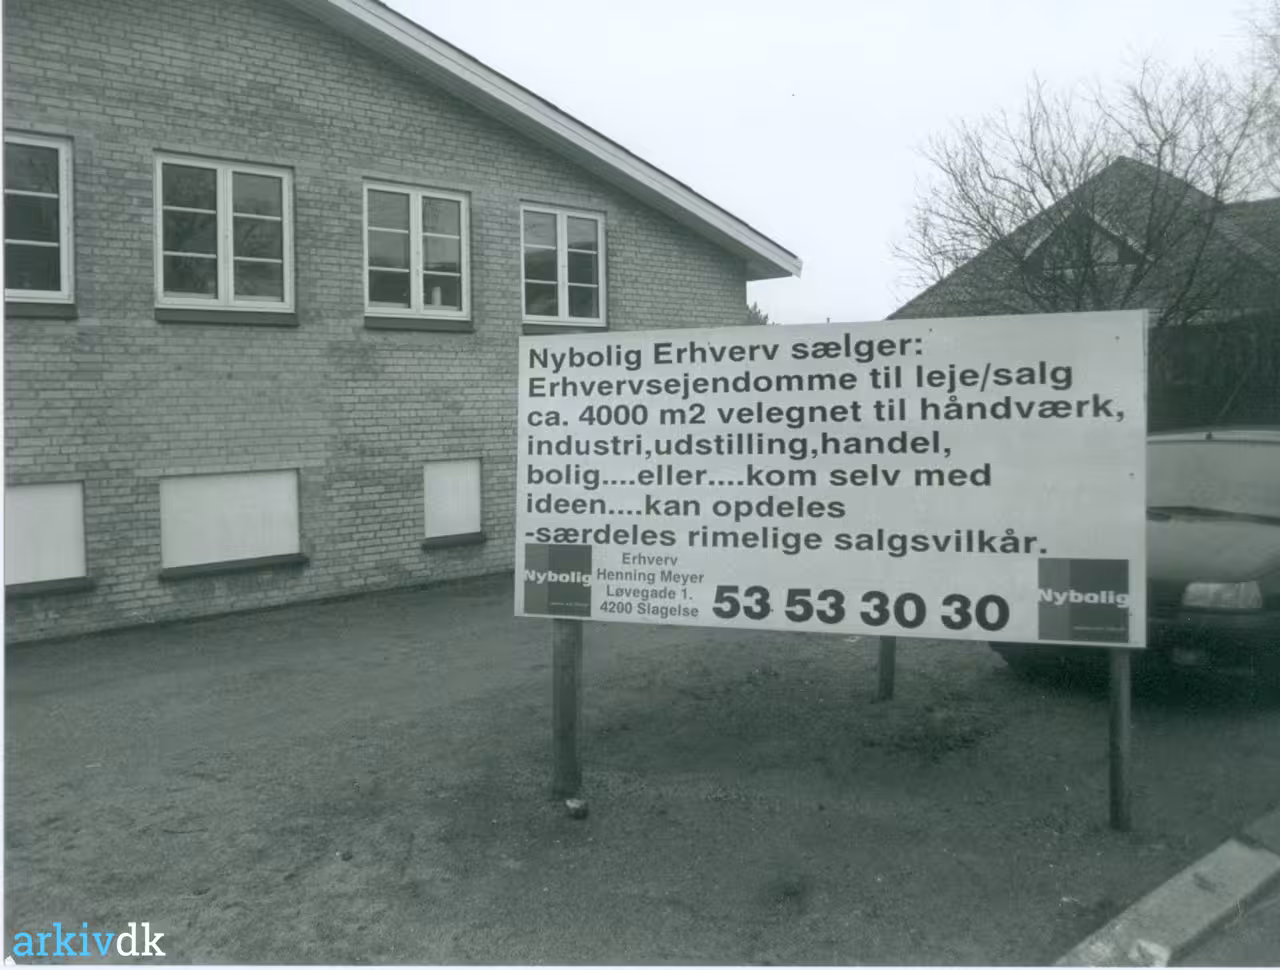 Nybolig Erhverv sælger:
Erhvervsejendomme til leje/salg
ca. 4000 m2 velegnet til håndværk,
industri,udstilling,handel,
bolig....eller....kom selv med
ideen....kan opdeles
-særdeles rimelige salgsvilkår.
Nybolig
Erhverv
Henning Meyer
Løvegade 1.
4200 Slagelse
53 53 30 30
Nybolig
arkivdk